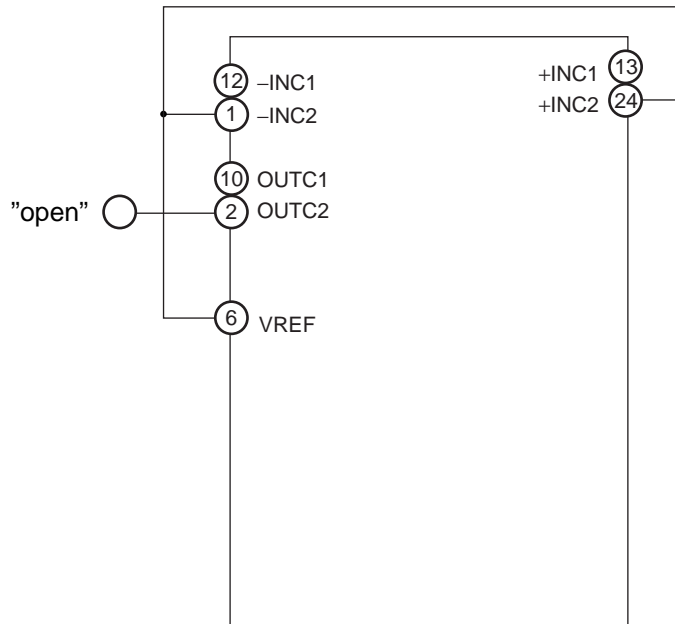 12 –INC1
1 –INC2
10 OUTC1
”open” 2 OUTC2
6 VREF
+INC1 13
+INC2 24